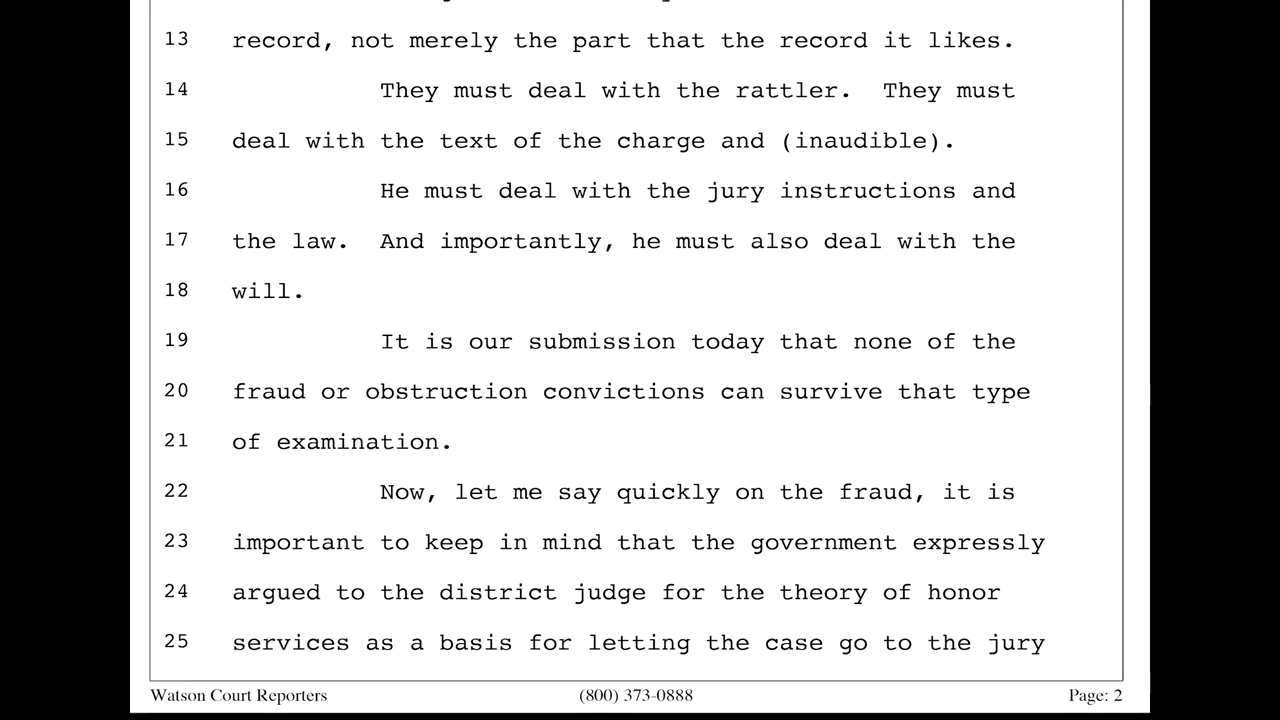 13 record, not merely the part that the record it likes.
14 They must deal with the rattler. They must
15 deal with the text of the charge and (inaudible).
16 He must deal with the jury instructions and
17 the law. And importantly, he must also deal with the
18 will.
19 It is our submission today that none of the
20 fraud or obstruction convictions can survive that type
21 of examination.
22 Now, let me say quickly on the fraud, it is
23 important to keep in mind that the government expressly
24 argued to the district judge for the theory of honor
25 services as a basis for letting the case go to the jury
Watson Court Reporters (800) 373-0888 Page: 2